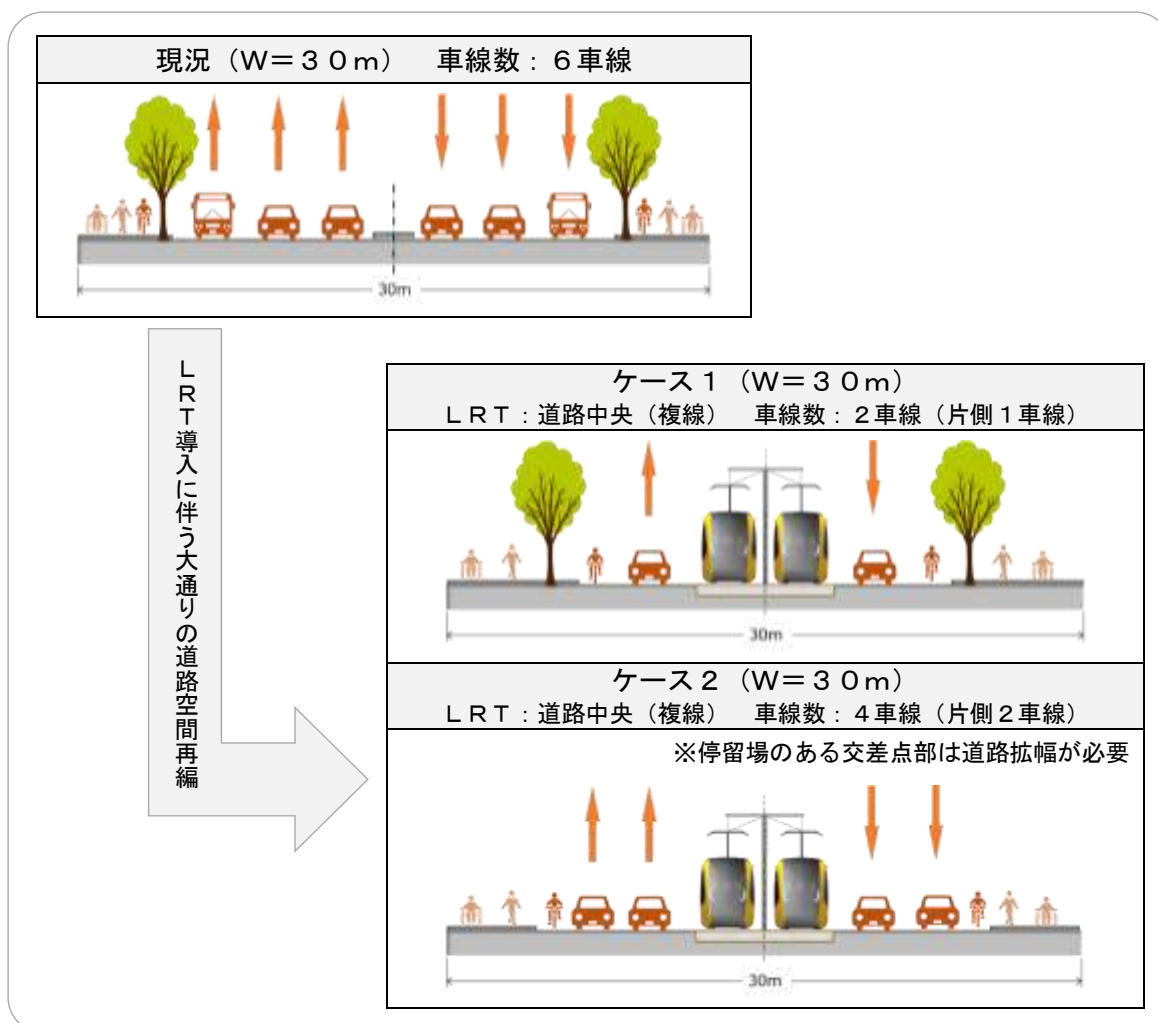 現況（Ｗ＝３０ｍ）　車線数：６車線
30m
ＬＲＴ導入に伴う大通りの道路空間再編
ケース１（Ｗ＝３０ｍ）
ＬＲＴ：道路中央（複線）　車線数：２車線（片側１車線）
30m
ケース２（Ｗ＝３０ｍ）
ＬＲＴ：道路中央（複線）　車線数：４車線（片側２車線）
※停留場のある交差点部は道路拡幅が必要
30m